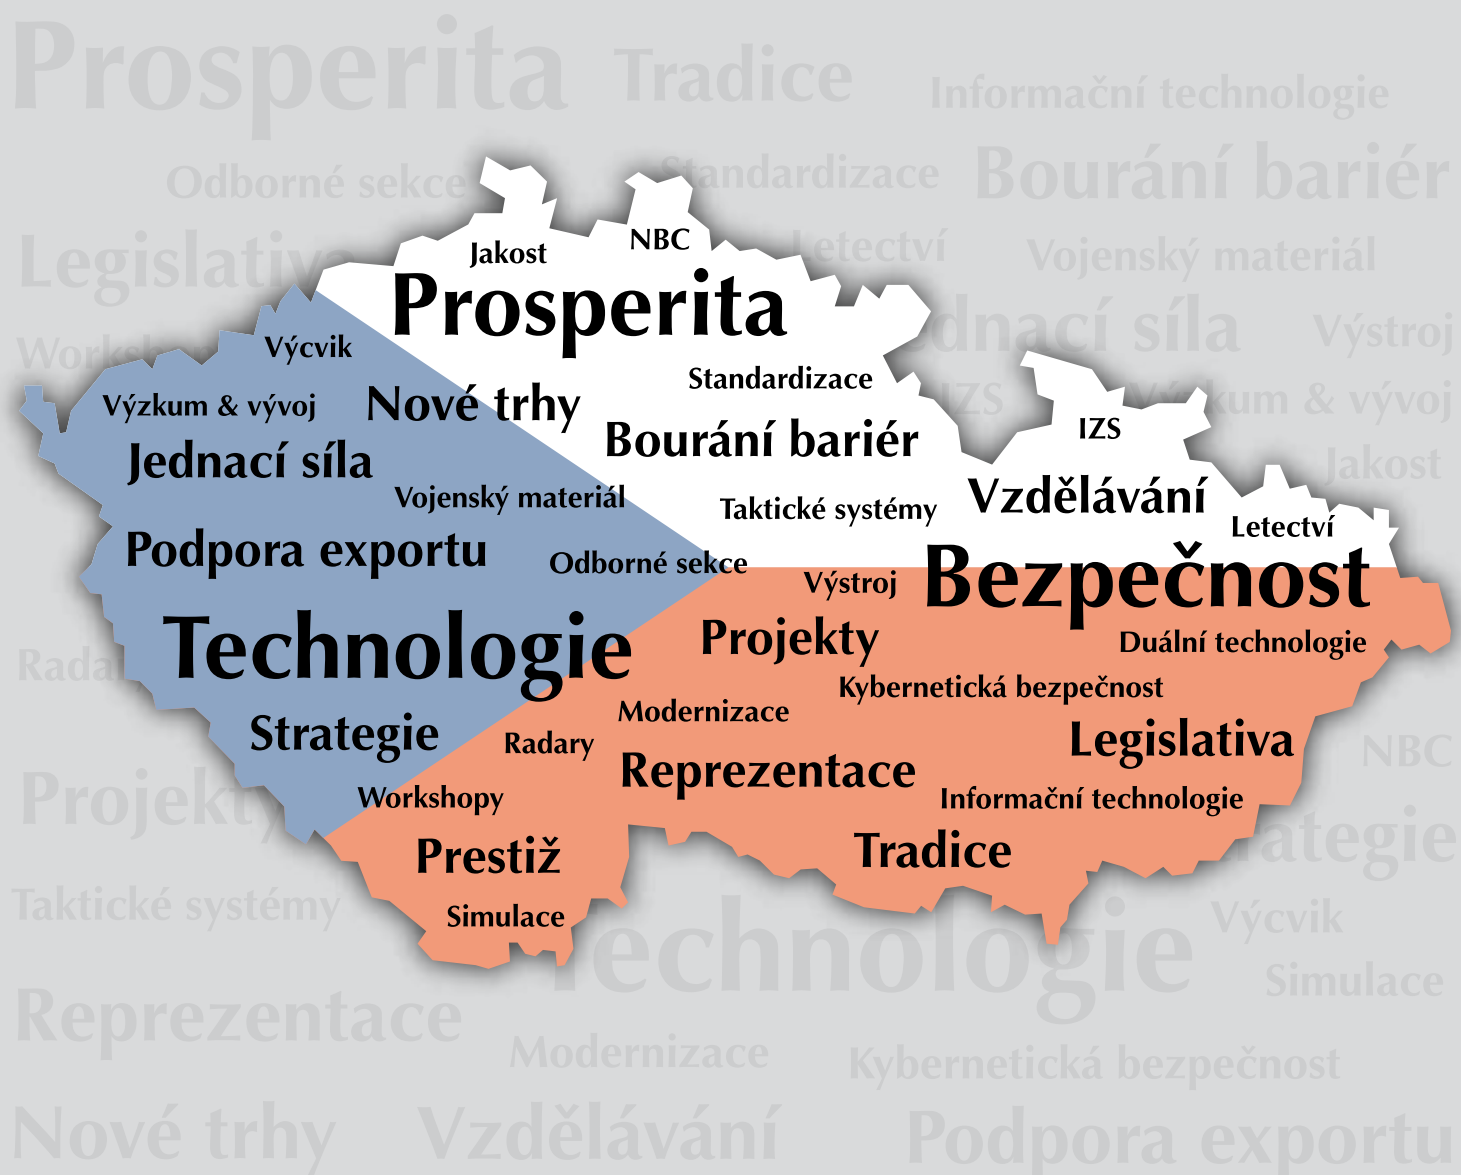 Prosperita
Tradice
Informační technologie
Odborné sekce
Standardizace
Bourání bariér
Legislativa
Letectví
Vojenský materiál
Jakost
NBC
Prosperita
Jednací síla
Výstroj
Workshopy
Výcvik
Standardizace
Výzkum & vývoj
Nové trhy
IZS
Výzkum & vývoj
Bourání bariér
IZS
Jednací síla
Jakost
Vojenský materiál
Taktické systémy
Vzdělávání
Letectví
Podpora exportu
Odborné sekce
Výstroj
Bezpečnost
Technologie
Projekty
Duální technologie
Radary
Kybernetická bezpečnost
Modernizace
Strategie
Radary
Legislativa
NBC
Reprezentace
Projekty
Workshopy
Informační technologie
Strategie
Prestiž
Tradice
Taktické systémy
Simulace
Technologie
Výcvik
Simulace
Reprezentace
Modernizace
Kybernetická bezpečnost
Nové trhy
Vzdělávání
Podpora exportu